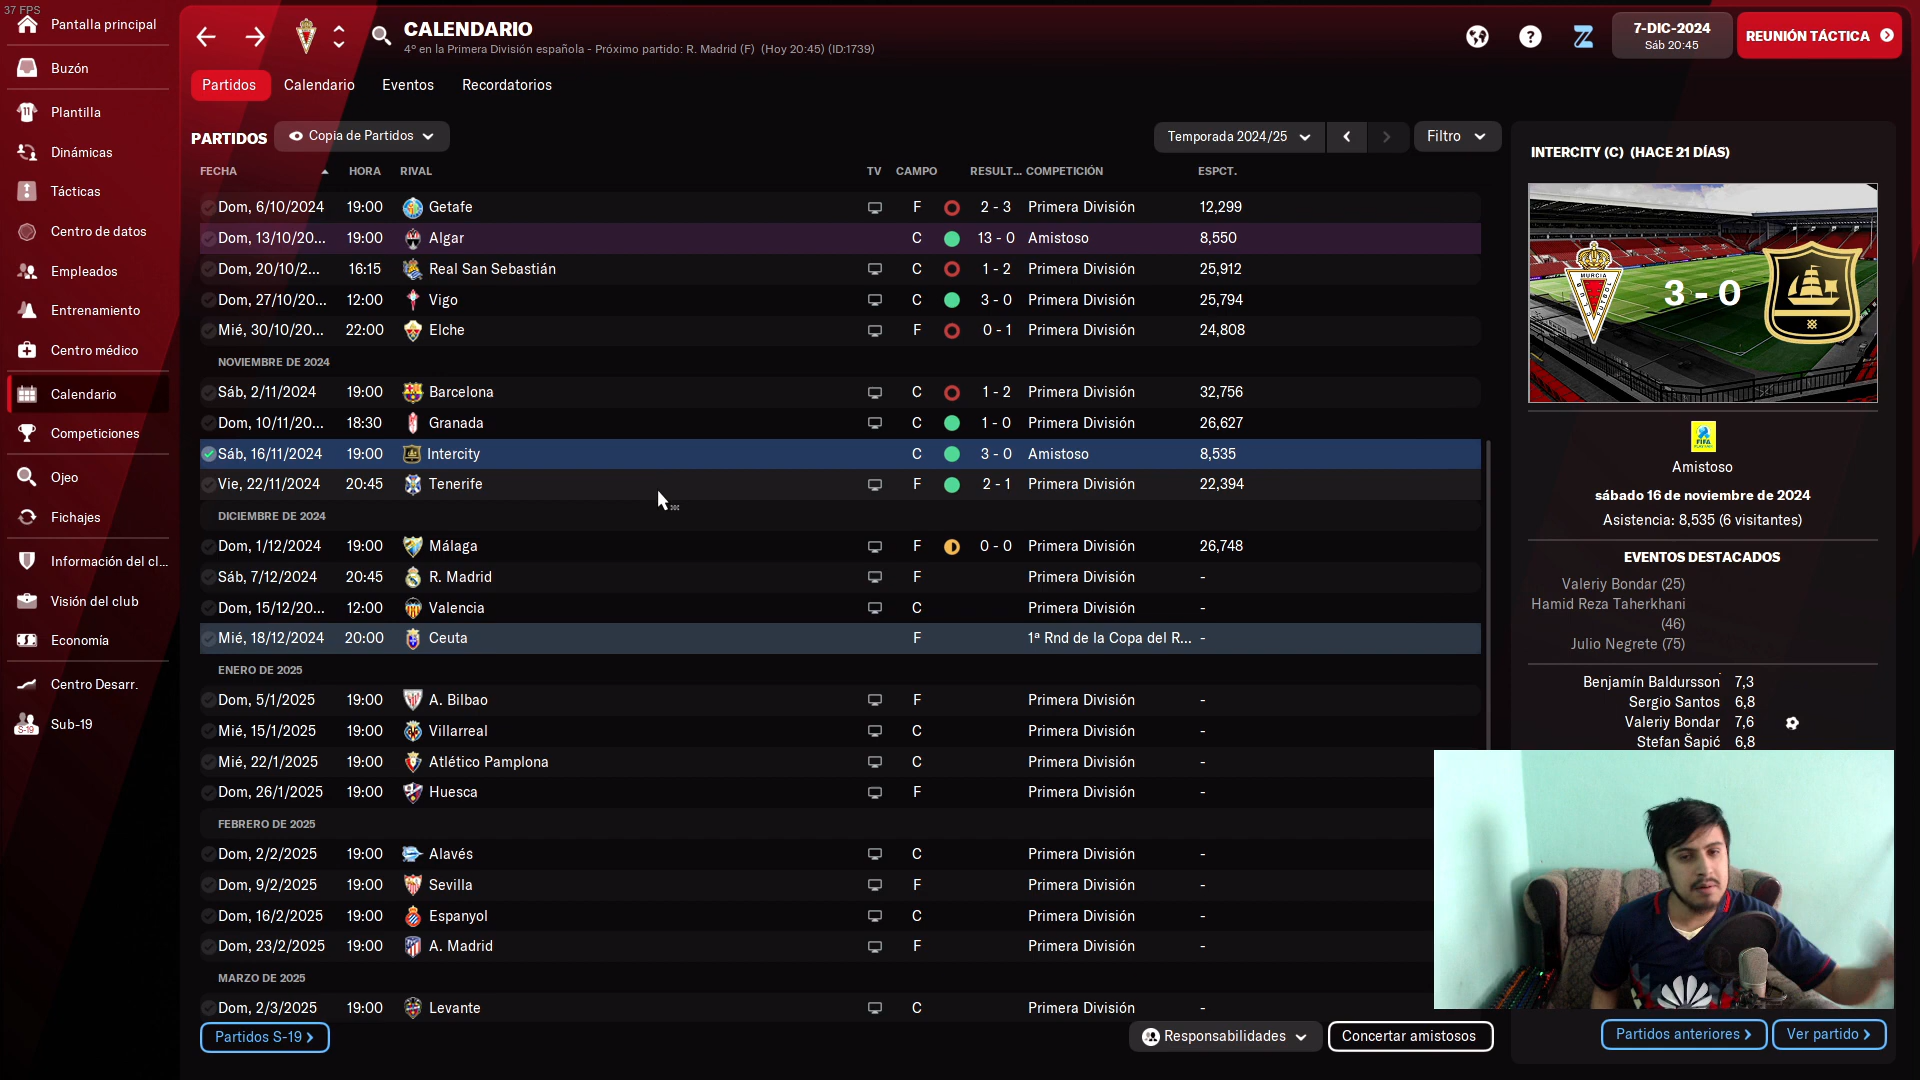 37 FPS
Pantalla principal
Buzón
Plantilla
Dinámicas
Tácticas
Centro de datos
Empleados
Entrenamiento
Centro médico
Calendario
Competiciones
Ojeo
Fichajes
Información del cl...
Visión del club
Economía
Centro Desarr.
Sub-19
CALENDARIO
4º en la Primera División española - Próximo partido: R. Madrid (F) (Hoy 20:45) (ID:1739)
7-DIC-2024
Sáb 20:45
REUNIÓN TÁCTICA
Partidos Calendario Eventos Recordatorios
PARTIDOS Copia de Partidos Temporada 2024/25 Filtro
FECHA HORA RIVAL TV CAMPO RESULT... COMPETICIÓN ESPCT.
Dom, 6/10/2024 19:00 Getafe F 2 - 3 Primera División 12,299
Dom, 13/10/20... 19:00 Algar C 13 - 0 Amistoso 8,550
Dom, 20/10/2... 16:15 Real San Sebastián C 1 - 2 Primera División 25,912
Dom, 27/10/20... 12:00 Vigo C 3 - 0 Primera División 25,794
Mié, 30/10/20... 22:00 Elche F 0 - 1 Primera División 24,808
NOVIEMBRE DE 2024
Sáb, 2/11/2024 19:00 Barcelona C 1 - 2 Primera División 32,756
Dom, 10/11/20... 18:30 Granada C 1 - 0 Primera División 26,627
Sáb, 16/11/2024 19:00 Intercity C 3 - 0 Amistoso 8,535
Vie, 22/11/2024 20:45 Tenerife F 2 - 1 Primera División 22,394
DICIEMBRE DE 2024
Dom, 1/12/2024 19:00 Málaga F 0 - 0 Primera División 26,748
Sáb, 7/12/2024 20:45 R. Madrid F Primera División -
Dom, 15/12/20... 12:00 Valencia C Primera División -
Mié, 18/12/2024 20:00 Ceuta F 1ª Rnd de la Copa del R... -
ENERO DE 2025
Dom, 5/1/2025 19:00 A. Bilbao F Primera División -
Mié, 15/1/2025 19:00 Villarreal C Primera División -
Mié, 22/1/2025 19:00 Atlético Pamplona C Primera División -
Dom, 26/1/2025 19:00 Huesca F Primera División -
FEBRERO DE 2025
Dom, 2/2/2025 19:00 Alavés C Primera División -
Dom, 9/2/2025 19:00 Sevilla F Primera División -
Dom, 16/2/2025 19:00 Espanyol C Primera División -
Dom, 23/2/2025 19:00 A. Madrid F Primera División -
MARZO DE 2025
Dom, 2/3/2025 19:00 Levante C Primera División -
Partidos S-19
Responsabilidades
Concertar amistosos
INTERCITY (C) (HACE 21 DÍAS)
MURCIA
3 - 0
FIFA
Amistoso
sábado 16 de noviembre de 2024
Asistencia: 8,535 (6 visitantes)
EVENTOS DESTACADOS
Valeriy Bondar (25)
Hamid Reza Taherkhani
(46)
Julio Negrete (75)
Benjamín Baldursson 7,3
Sergio Santos 6,8
Valeriy Bondar 7,6
Stefan Šapić 6,8
Partidos anteriores
Ver partido